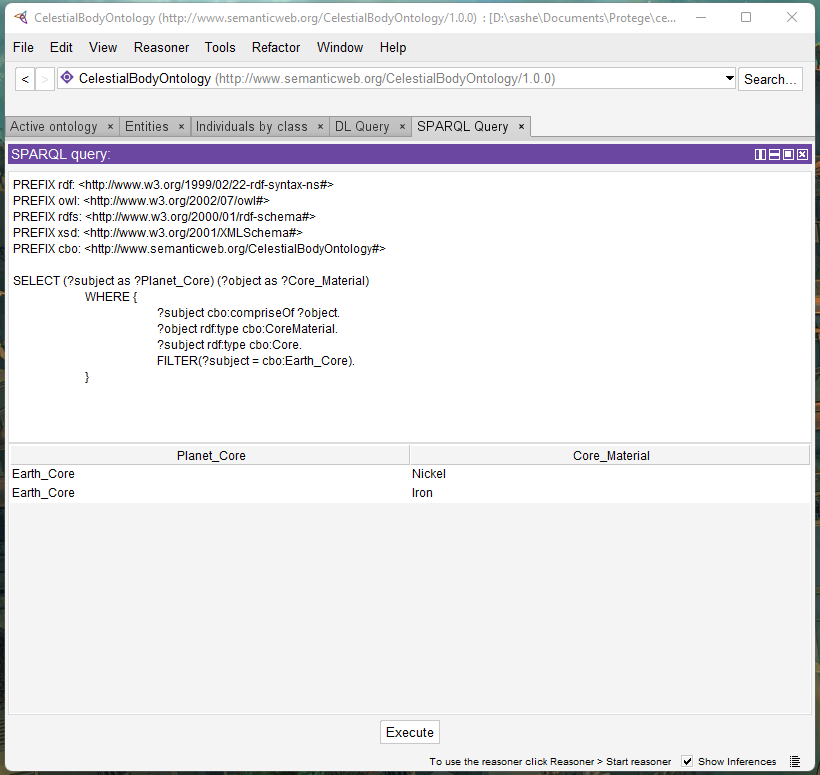 CelestialBodyOntology (http://www.semanticweb.org/CelestialBodyOntology/1.0.0) : [D:\sashe\Documents\Protege\ce...
File Edit View Reasoner Tools Refactor Window Help
< > CelestialBodyOntology (http://www.semanticweb.org/CelestialBodyOntology/1.0.0) Search...
Active ontology × Entities × Individuals by class × DL Query × SPARQL Query ×
SPARQL query:
PREFIX rdf: <http://www.w3.org/1999/02/22-rdf-syntax-ns#>
PREFIX owl: <http://www.w3.org/2002/07/owl#>
PREFIX rdfs: <http://www.w3.org/2000/01/rdf-schema#>
PREFIX xsd: <http://www.w3.org/2001/XMLSchema#>
PREFIX cbo: <http://www.semanticweb.org/CelestialBodyOntology#>
SELECT (?subject as ?Planet_Core) (?object as ?Core_Material)
WHERE {
?subject cbo:compriseOf ?object.
?object rdf:type cbo:CoreMaterial.
?subject rdf:type cbo:Core.
FILTER(?subject = cbo:Earth_Core).
}
Planet_Core Core_Material
Earth_Core Nickel
Earth_Core Iron
Execute
To use the reasoner click Reasoner > Start reasoner Show Inferences